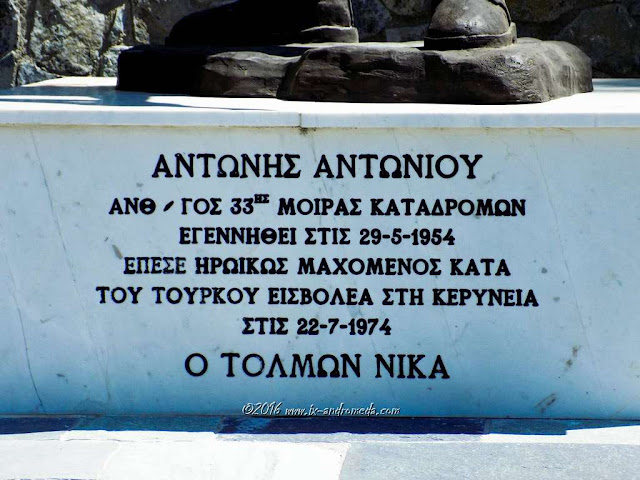 ΑΝΤΩΝΗΣ ΑΝΤΩΝΙΟΥ
ΑΝΘ/ΓΟΣ 33ΗΣ ΜΟΙΡΑΣ ΚΑΤΑΔΡΟΜΩΝ
ΕΓΕΝΝΗΘΕΙ ΣΤΙΣ 29-5-1954
ΕΠΕΣΕ ΗΡΩΙΚΩΣ ΜΑΧΟΜΕΝΟΣ ΚΑΤΑ
ΤΟΥ ΤΟΥΡΚΟΥ ΕΙΣΒΟΛΕΑ ΣΤΗ ΚΕΡΥΝΕΙΑ
ΣΤΙΣ 22-7-1974
Ο ΤΟΛΜΩΝ ΝΙΚΑ
©2016 www.ix-andromeda.com